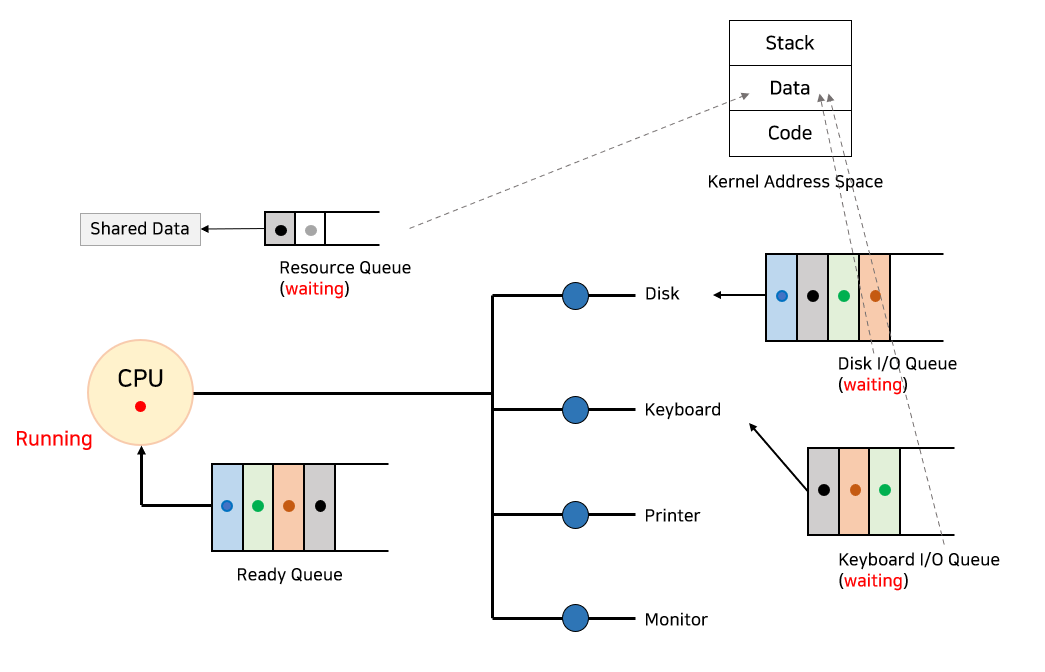 Stack
Data
Code
Kernel Address Space
Shared Data
Resource Queue
(waiting)
Disk
Disk I/O Queue
(waiting)
CPU
Running
Keyboard
Ready Queue
Printer
Keyboard I/O Queue
(waiting)
Monitor